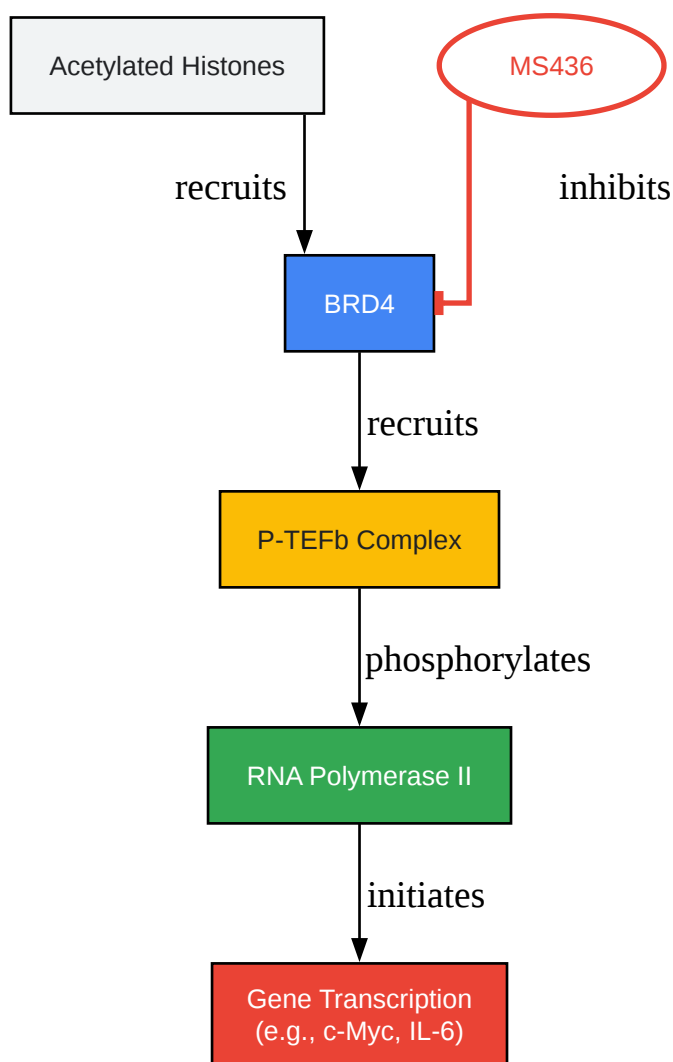 Acetylated Histones
MS436
recruits
inhibits
BRD4
recruits
P-TEFb Complex
phosphorylates
RNA Polymerase II
initiates
Gene Transcription
(e.g., c-Myc, IL-6)